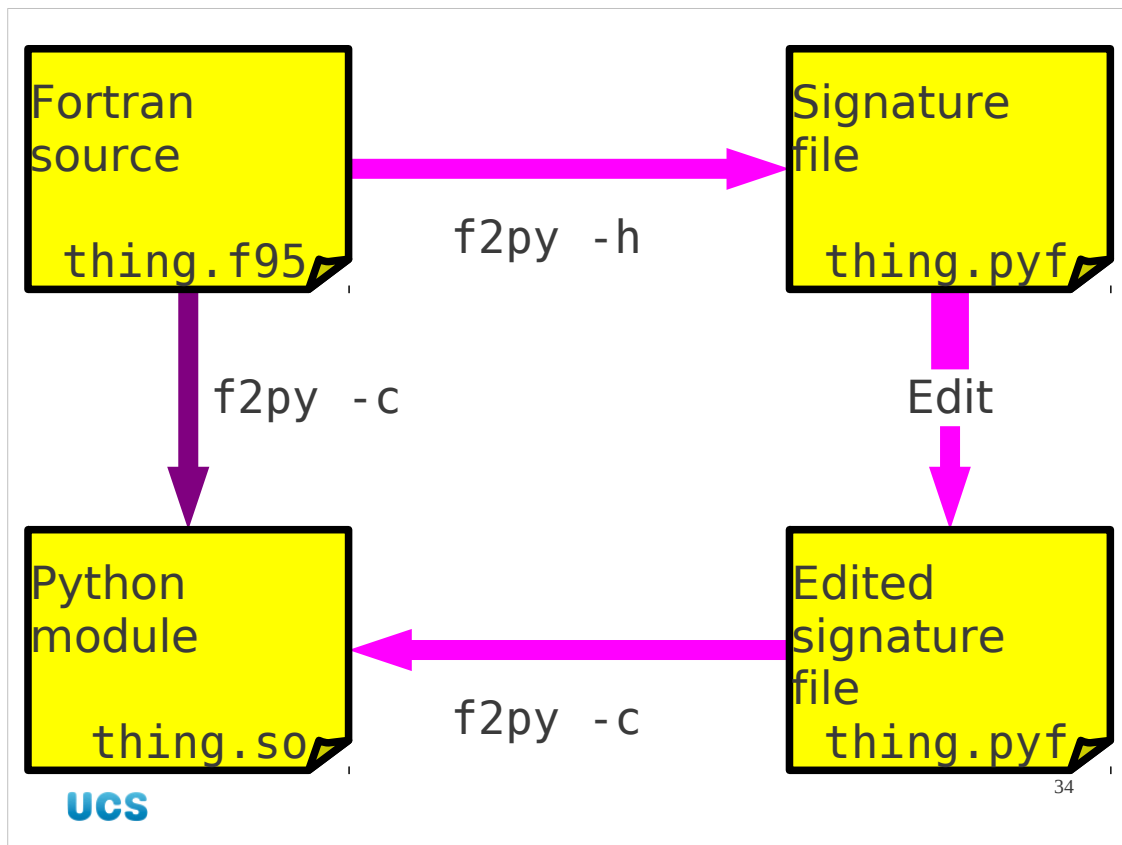 Fortran
source
thing.f95
f2py -h
Signature
file
thing.pyf
f2py -c
Edit
Python
module
thing.so
f2py -c
Edited
signature
file
thing.pyf
34
UCS